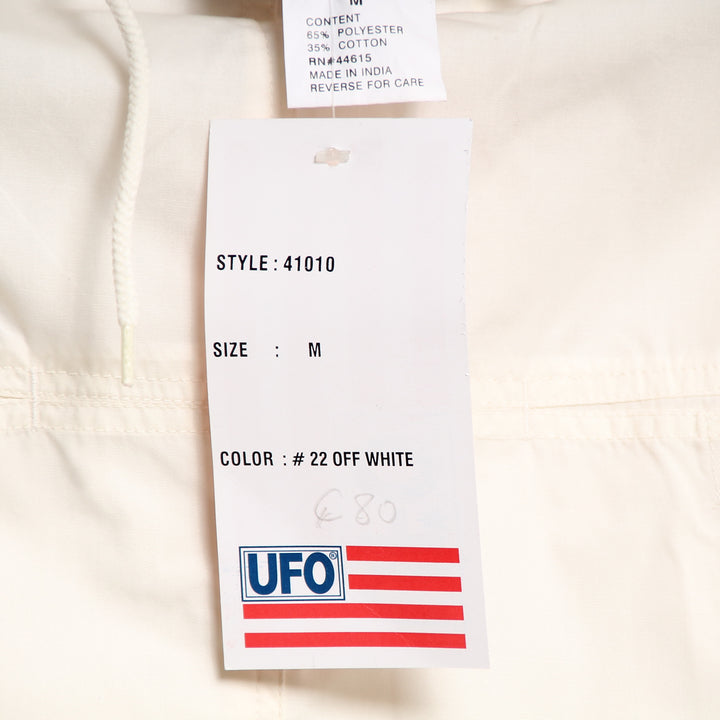 M
CONTENT
65% POLYESTER
35% COTTON
RN#44615
MADE IN INDIA
REVERSE FOR CARE
STYLE : 41010
SIZE : M
COLOR : # 22 OFF WHITE
€80
UFO®